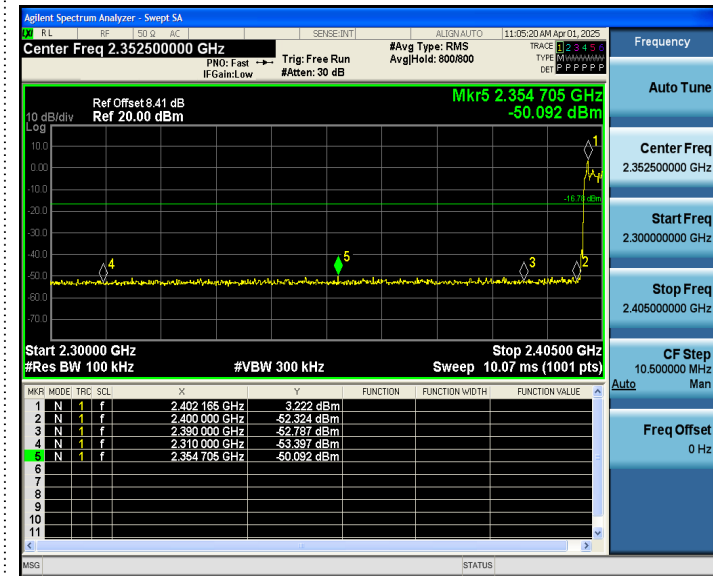 Agilent Spectrum Analyzer - Swept SA
RL RF 50 Ω AC SENSE:INT ALIGNAUTO 11:05:20 AM Apr 01, 2025
Center Freq 2.352500000 GHz
PNO: Fast
IFGain:Low
Trig: Free Run
#Atten: 30 dB
#Avg Type: RMS
Avg|Hold: 800/800
TRACE 1 2 3 4 5 6
TYPE MWWWWW
DET P P P P P P
Ref Offset 8.41 dB
Ref 20.00 dBm
10 dB/div
Log
Mkr5 2.354 705 GHz
-50.092 dBm
10.0
0.00
-10.0
-20.0
-30.0
-40.0
-50.0
-60.0
-70.0
1
-16.78 dBm
4
5
3
2
Start 2.30000 GHz
#Res BW 100 kHz
#VBW 300 kHz
Stop 2.40500 GHz
Sweep 10.07 ms (1001 pts)
MKR MODE TRC SCL X Y FUNCTION FUNCTION WIDTH FUNCTION VALUE
1 N 1 f 2.402 165 GHz 3.222 dBm
2 N 1 f 2.400 000 GHz -52.324 dBm
3 N 1 f 2.390 000 GHz -52.787 dBm
4 N 1 f 2.310 000 GHz -53.397 dBm
5 N 1 f 2.354 705 GHz -50.092 dBm
6
7
8
9
10
11
MSG STATUS
Frequency
Auto Tune
Center Freq
2.352500000 GHz
Start Freq
2.300000000 GHz
Stop Freq
2.405000000 GHz
CF Step
10.500000 MHz
Auto Man
Freq Offset
0 Hz